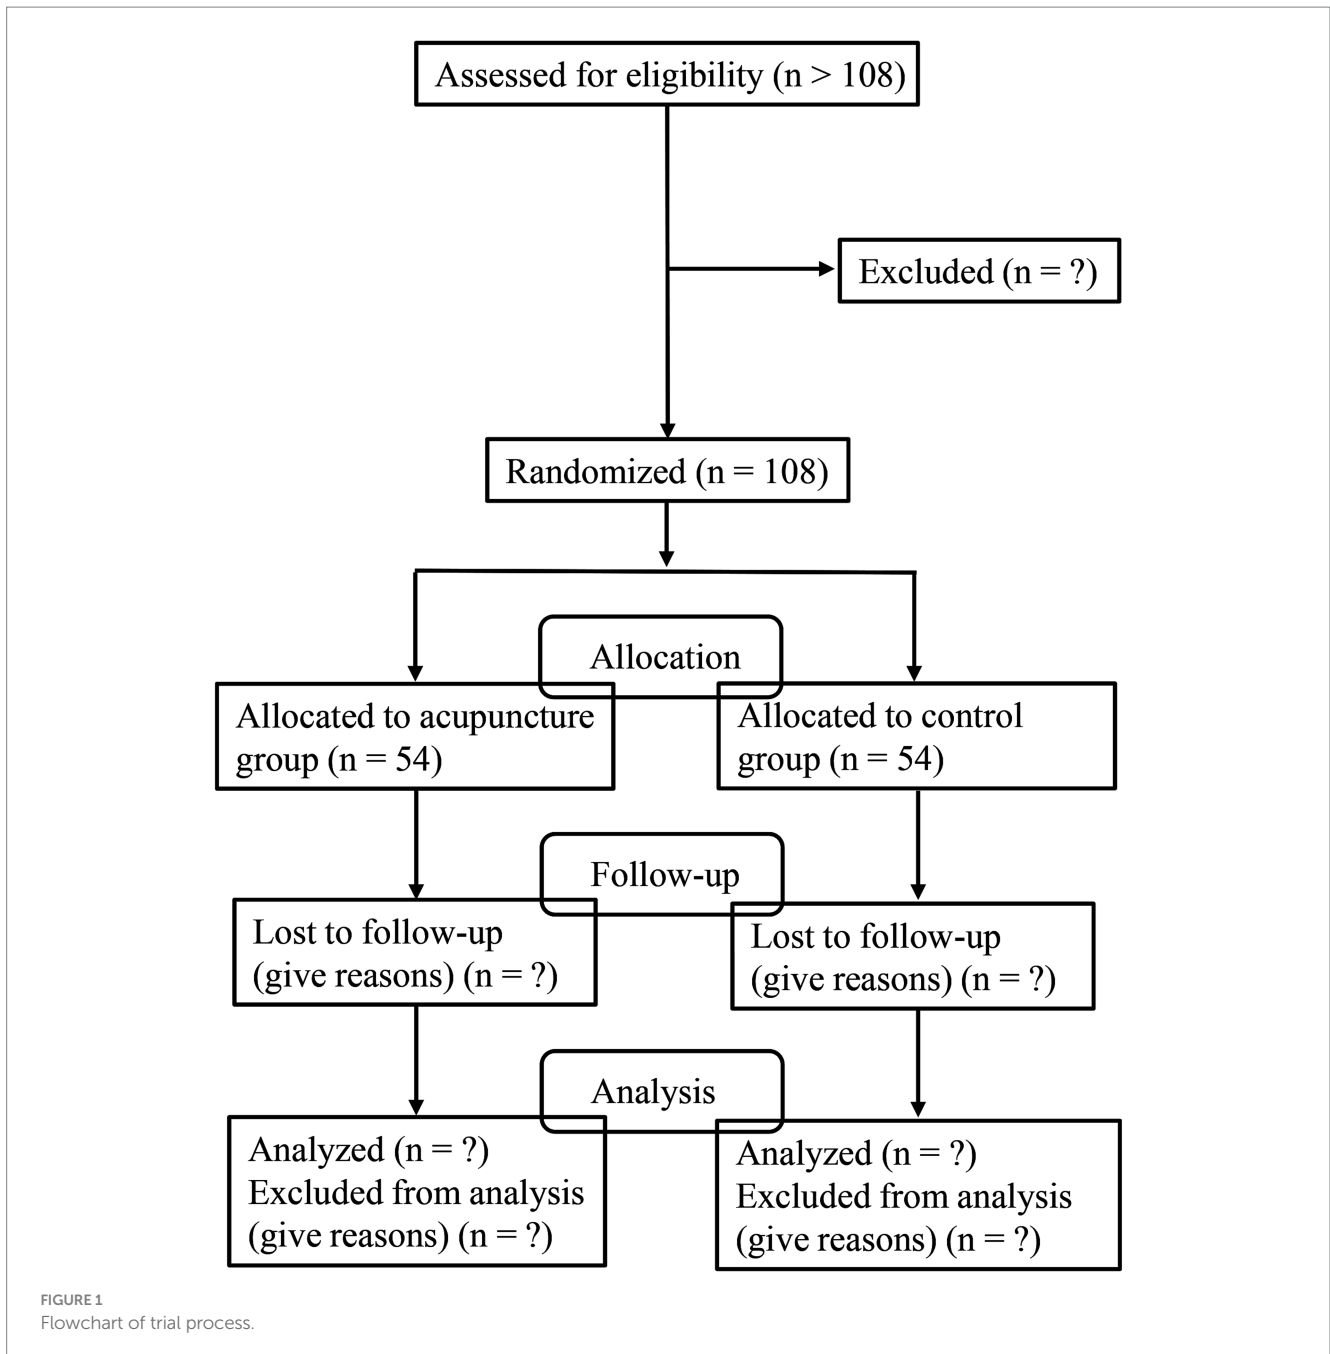 Assessed for eligibility (n > 108)
Excluded (n = ?)
Randomized (n = 108)
Allocation
Allocated to acupuncture
group (n = 54)
Allocated to control
group (n = 54)
Follow-up
Lost to follow-up
(give reasons) (n = ?)
Lost to follow-up
(give reasons) (n = ?)
Analysis
Analyzed (n = ?)
Excluded from analysis
(give reasons) (n = ?)
Analyzed (n = ?)
Excluded from analysis
(give reasons) (n = ?)
FIGURE 1
Flowchart of trial process.